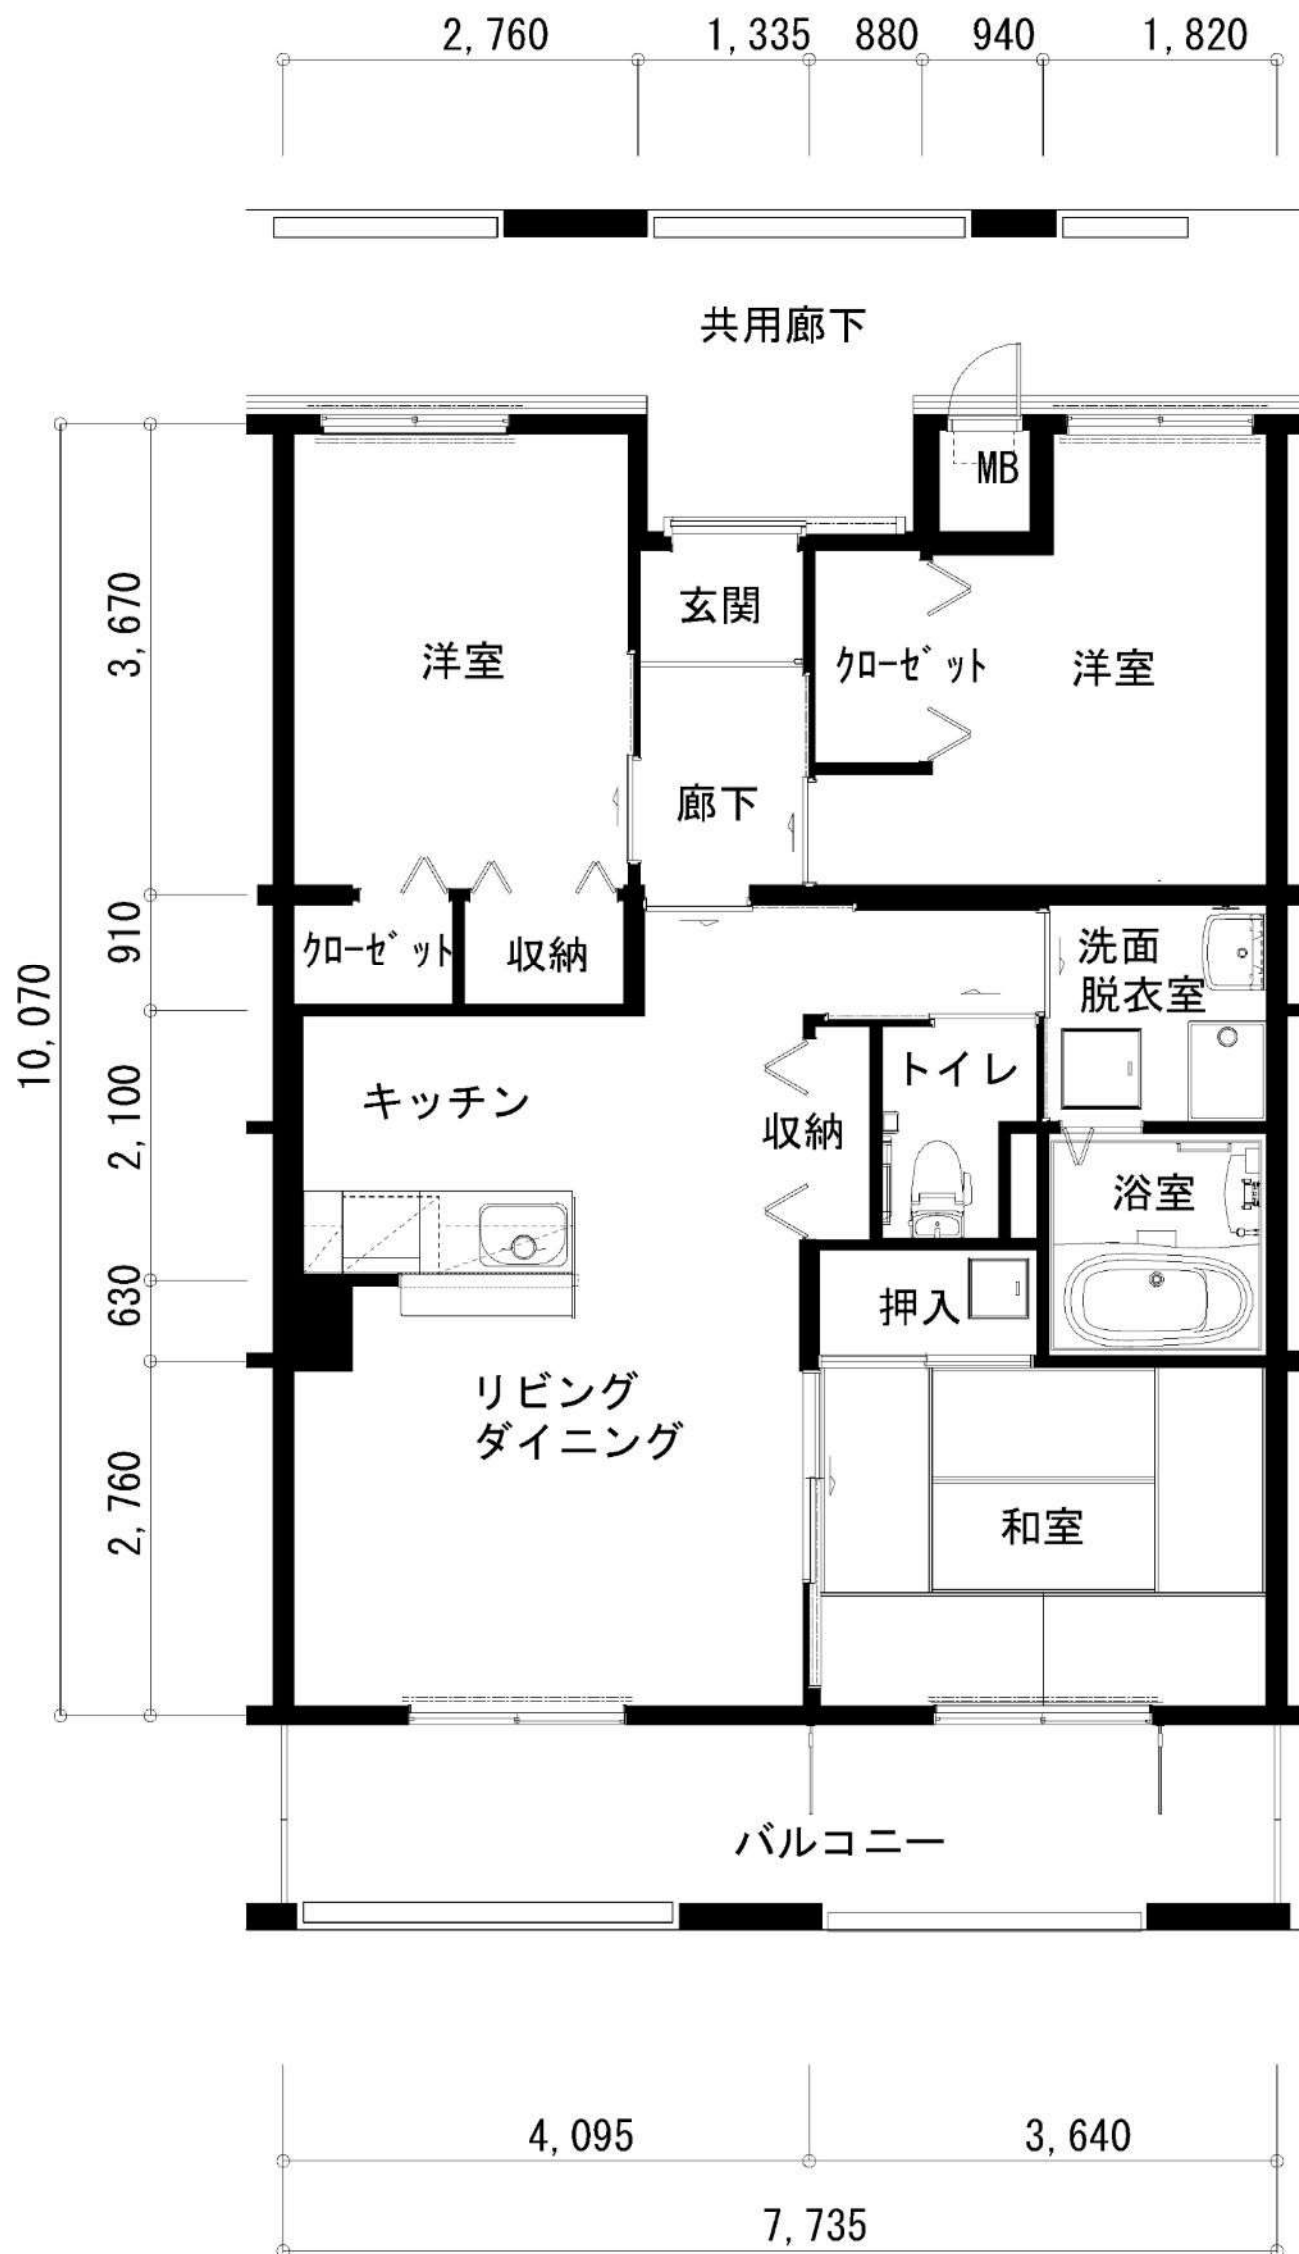 2,760 1,335 880 940 1,820
共用廊下
MB
玄関
洋室
クローゼット
洋室
3,670
廊下
910
クローゼット
収納
洗面
脱衣室
10,070
2,100
キッチン
トイレ
収納
浴室
630
押入
リビング
ダイニング
2,760
和室
バルコニー
4,095 3,640
7,735